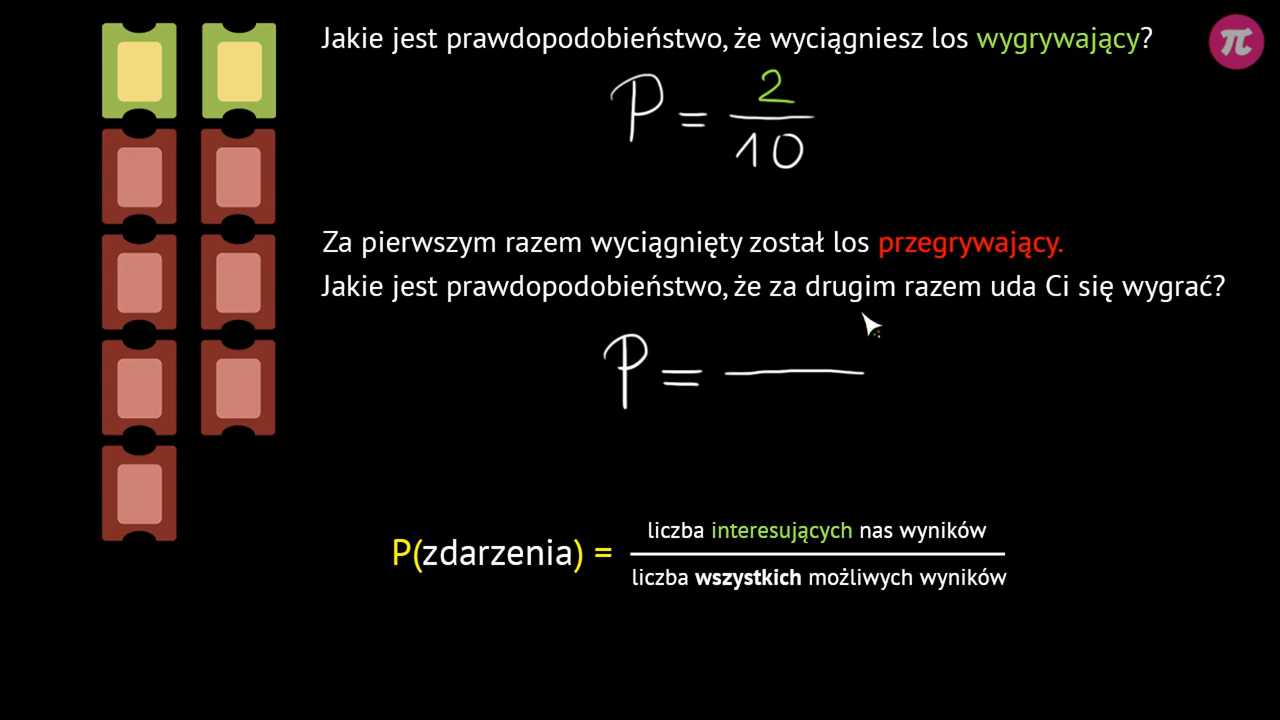 Jakie jest prawdopodobieństwo, że wyciągniesz los wygrywający?
π
P = 2/10
Za pierwszym razem wyciągnięty został los przegrywający.
Jakie jest prawdopodobieństwo, że za drugim razem uda Ci się wygrać?
P =
liczba interesujących nas wyników
P(zdarzenia) =
liczba wszystkich możliwych wyników